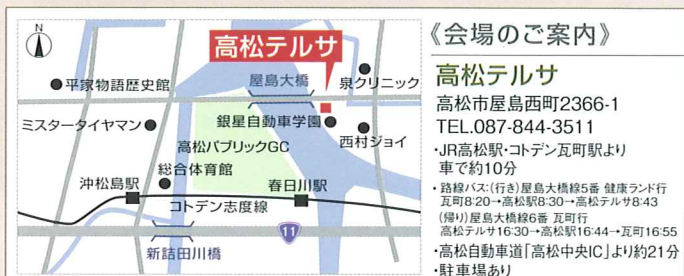 N
高松テルサ
屋島大橋
泉クリニック
平家物語歴史館
ミスタータイヤマン
銀星自動車学園
西村ジョイ
高松パブリックGC
総合体育館
沖松島駅
春日川駅
コトデン志度線
11
新詰田川橋
《会場のご案内》
高松テルサ
高松市屋島西町2366-1
TEL.087-844-3511
・JR高松駅・コトデン瓦町駅より
車で約10分
・路線バス:(行き)屋島大橋線5番 健康ランド行
瓦町8:20→高松駅8:30→高松テルサ8:43
(帰り)屋島大橋線6番 瓦町行
高松テルサ16:30→高松駅16:44→瓦町16:55
・高松自動車道「高松中央IC」より約21分
・駐車場あり